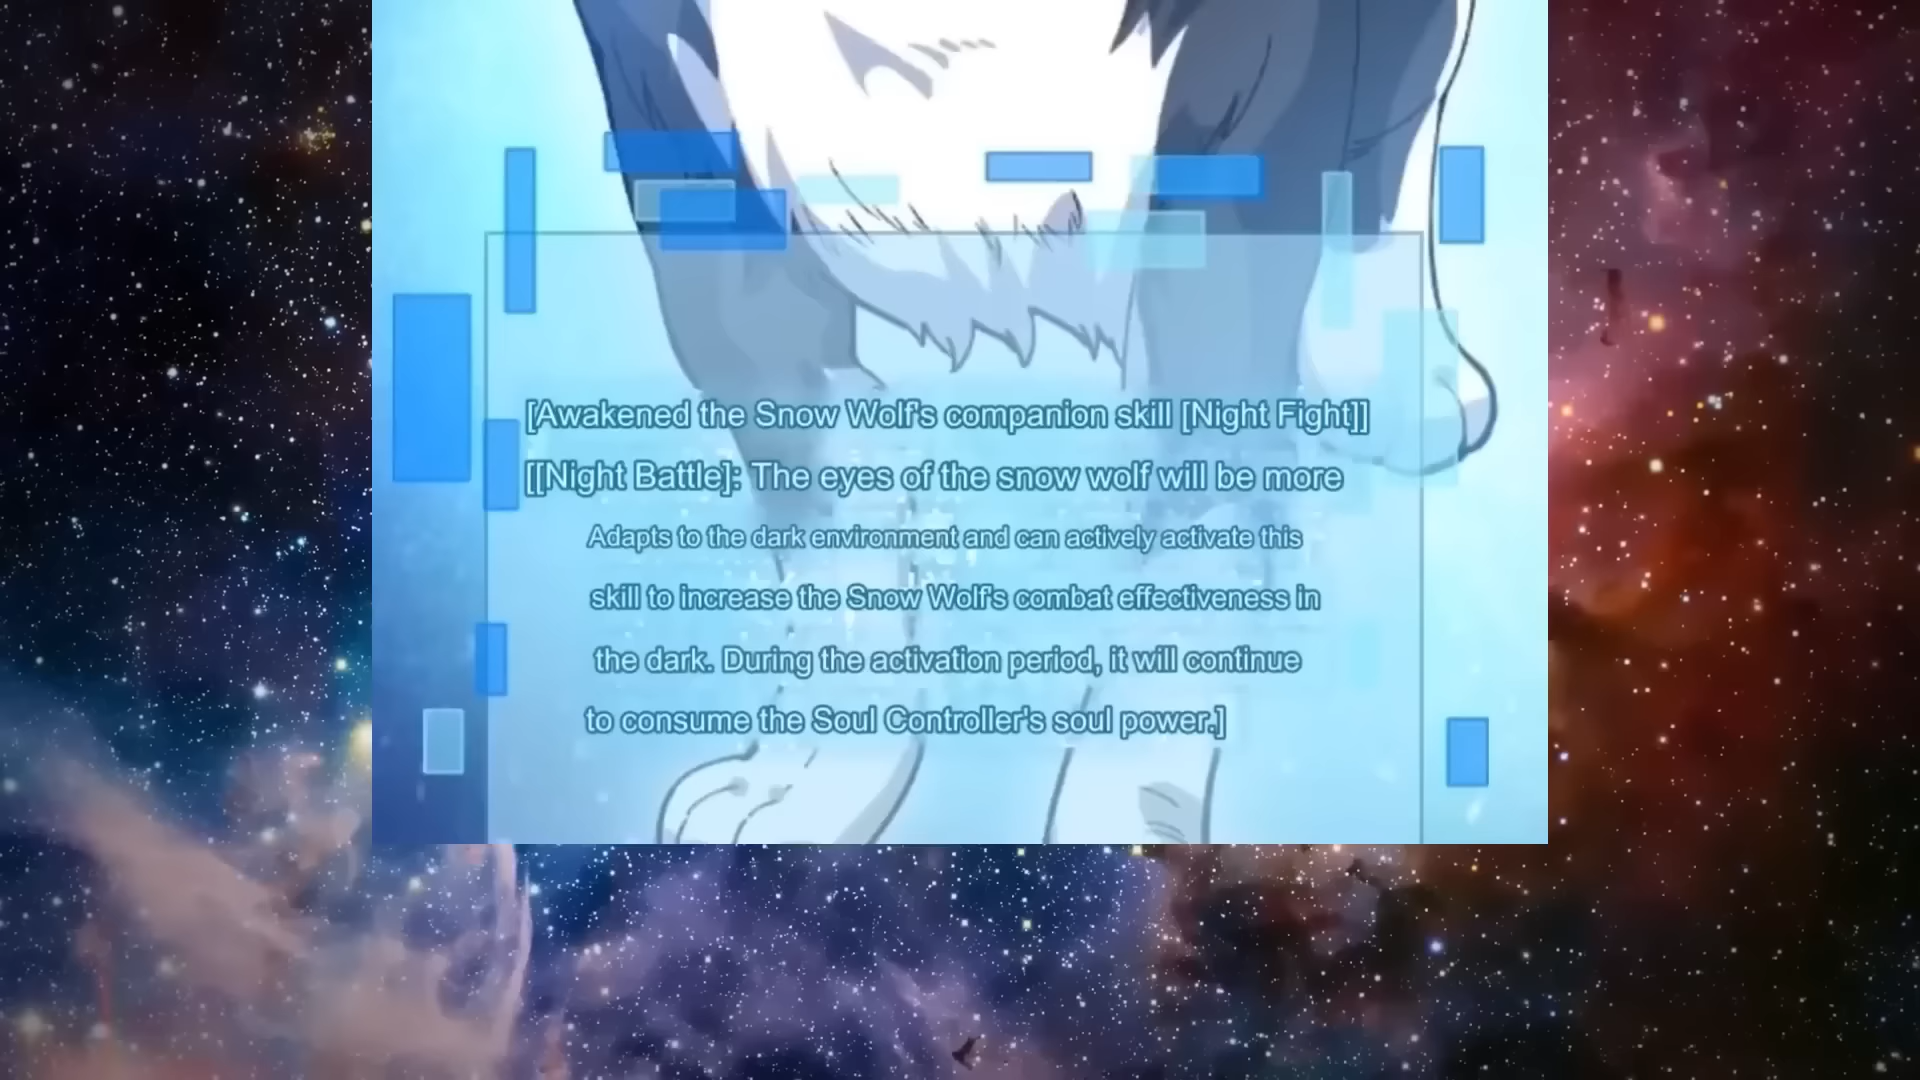 [Awakened the Snow Wolf's companion skill [Night Fight]]
[[Night Battle]: The eyes of the snow wolf will be more
Adapts to the dark environment and can actively activate this
skill to increase the Snow Wolf's combat effectiveness in
the dark. During the activation period, it will continue
to consume the Soul Controller's soul power.]